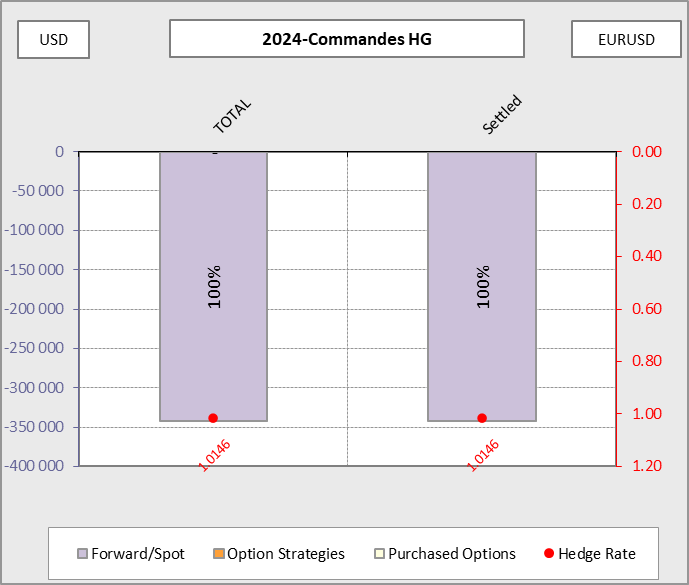 USD
2024-Commandes HG
EURUSD
TOTAL
Settled
0
-50 000
-100 000
-150 000
-200 000
-250 000
-300 000
-350 000
-400 000
100%
100%
1.0146
1.0146
0.00
0.20
0.40
0.60
0.80
1.00
1.20
Forward/Spot
Option Strategies
Purchased Options
Hedge Rate